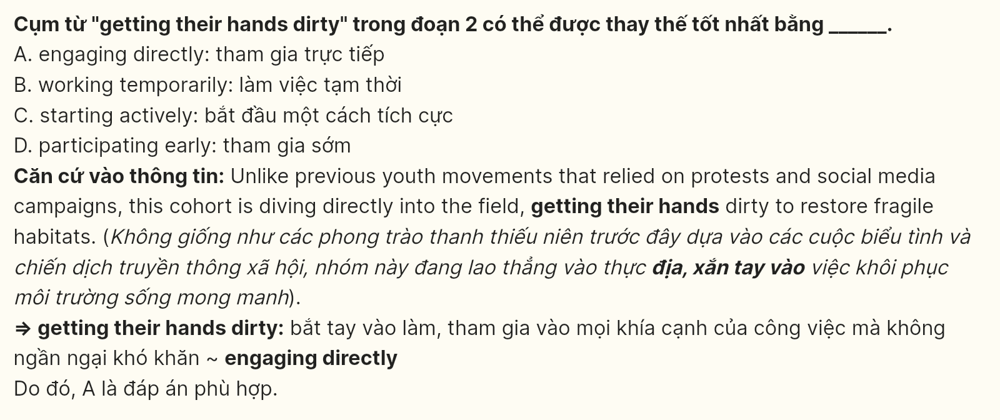 Cụm từ "getting their hands dirty" trong đoạn 2 có thể được thay thế tốt nhất bằng ______.
A. engaging directly: tham gia trực tiếp
B. working temporarily: làm việc tạm thời
C. starting actively: bắt đầu một cách tích cực
D. participating early: tham gia sớm
Căn cứ vào thông tin: Unlike previous youth movements that relied on protests and social media
campaigns, this cohort is diving directly into the field, getting their hands dirty to restore fragile
habitats. (Không giống như các phong trào thanh thiếu niên trước đây dựa vào các cuộc biểu tình và
chiến dịch truyền thông xã hội, nhóm này đang lao thẳng vào thực địa, xắn tay vào việc khôi phục
môi trường sống mong manh).
⇒ getting their hands dirty: bắt tay vào làm, tham gia vào mọi khía cạnh của công việc mà không
ngần ngại khó khăn ~ engaging directly
Do đó, A là đáp án phù hợp.